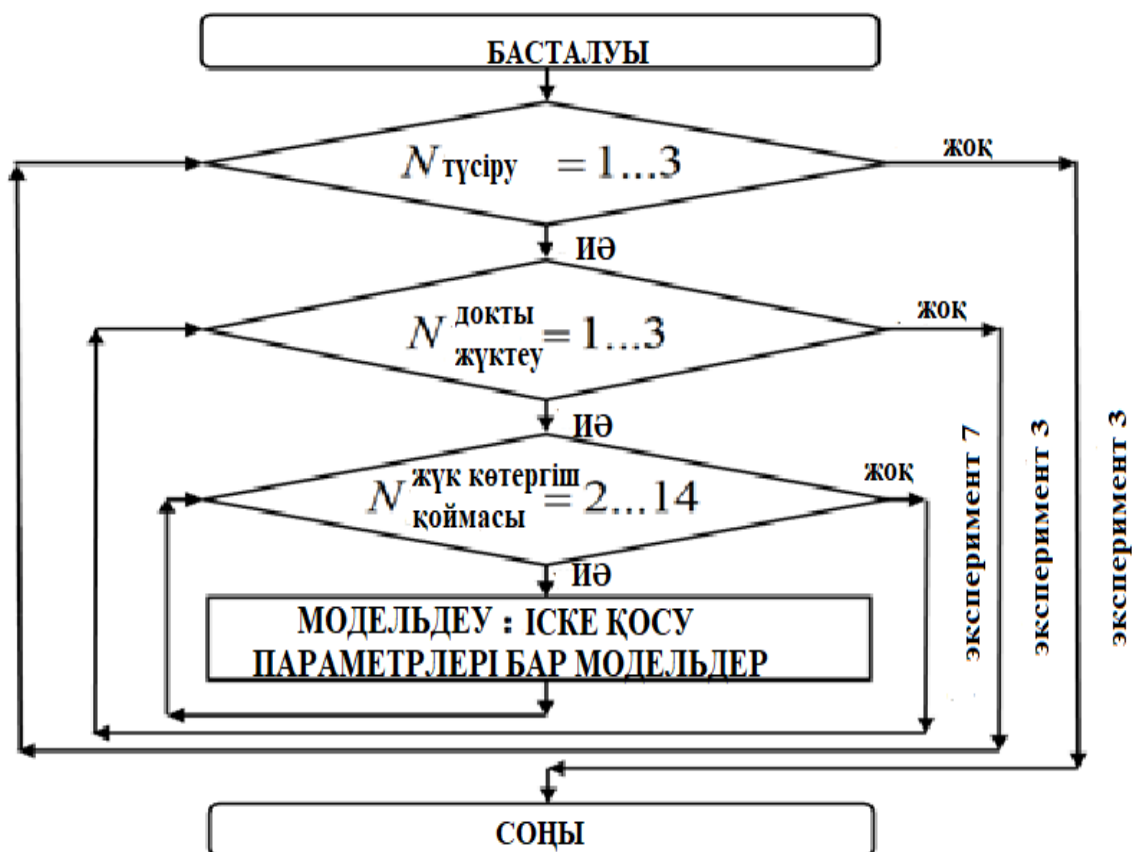 БАСТАЛУЫ
N түсіру = 1...3
жоқ
ИӘ
N докты жүктеу = 1...3
жоқ
ИӘ
N жүк көтергіш қоймасы = 2...14
жоқ
ИӘ
МОДЕЛЬДЕУ : ІСКЕ ҚОСУ
ПАРАМЕТРЛЕРІ БАР МОДЕЛЬДЕР
эксперимент 7
эксперимент 3
эксперимент 3
СОҢЫ